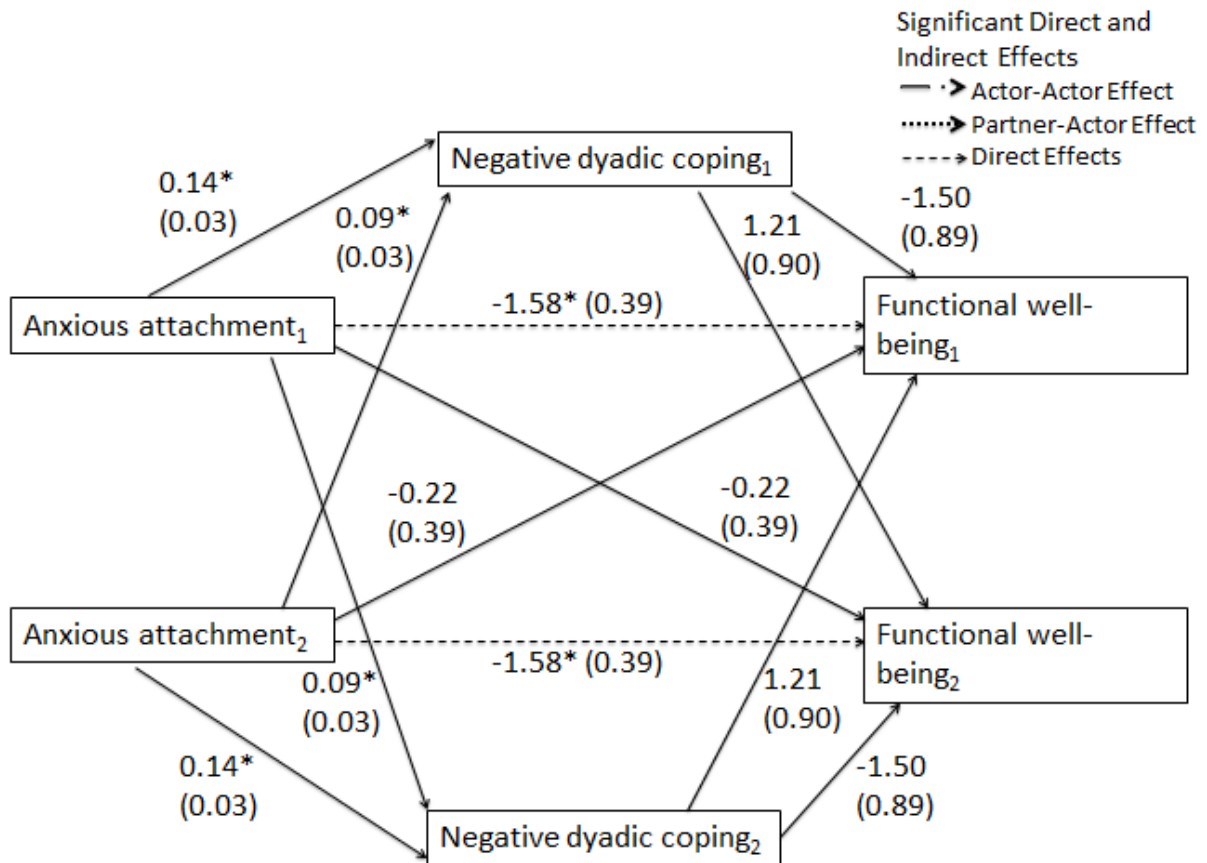 Significant Direct and
Indirect Effects
Actor-Actor Effect
Partner-Actor Effect
Direct Effects
Negative dyadic coping₁
0.14*
(0.03)
0.09*
(0.03)
1.21
(0.90)
-1.50
(0.89)
Anxious attachment₁
-1.58* (0.39)
Functional well-
being₁
-0.22
(0.39)
-0.22
(0.39)
Anxious attachment₂
-1.58* (0.39)
Functional well-
being₂
0.09*
(0.03)
1.21
(0.90)
0.14*
(0.03)
-1.50
(0.89)
Negative dyadic coping₂